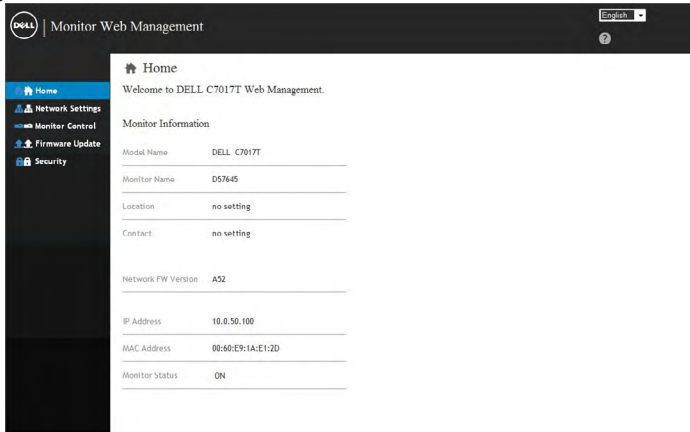 DELL | Monitor Web Management
English
?
Home
Network Settings
Monitor Control
Firmware Update
Security
Home
Welcome to DELL C7017T Web Management.
Monitor Information
Model Name DELL C7017T
Monitor Name D57645
Location no setting
Contact no setting
Network FW Version A52
IP Address 10.0.50.100
MAC Address 00:60:E9:1A:E1:2D
Monitor Status ON